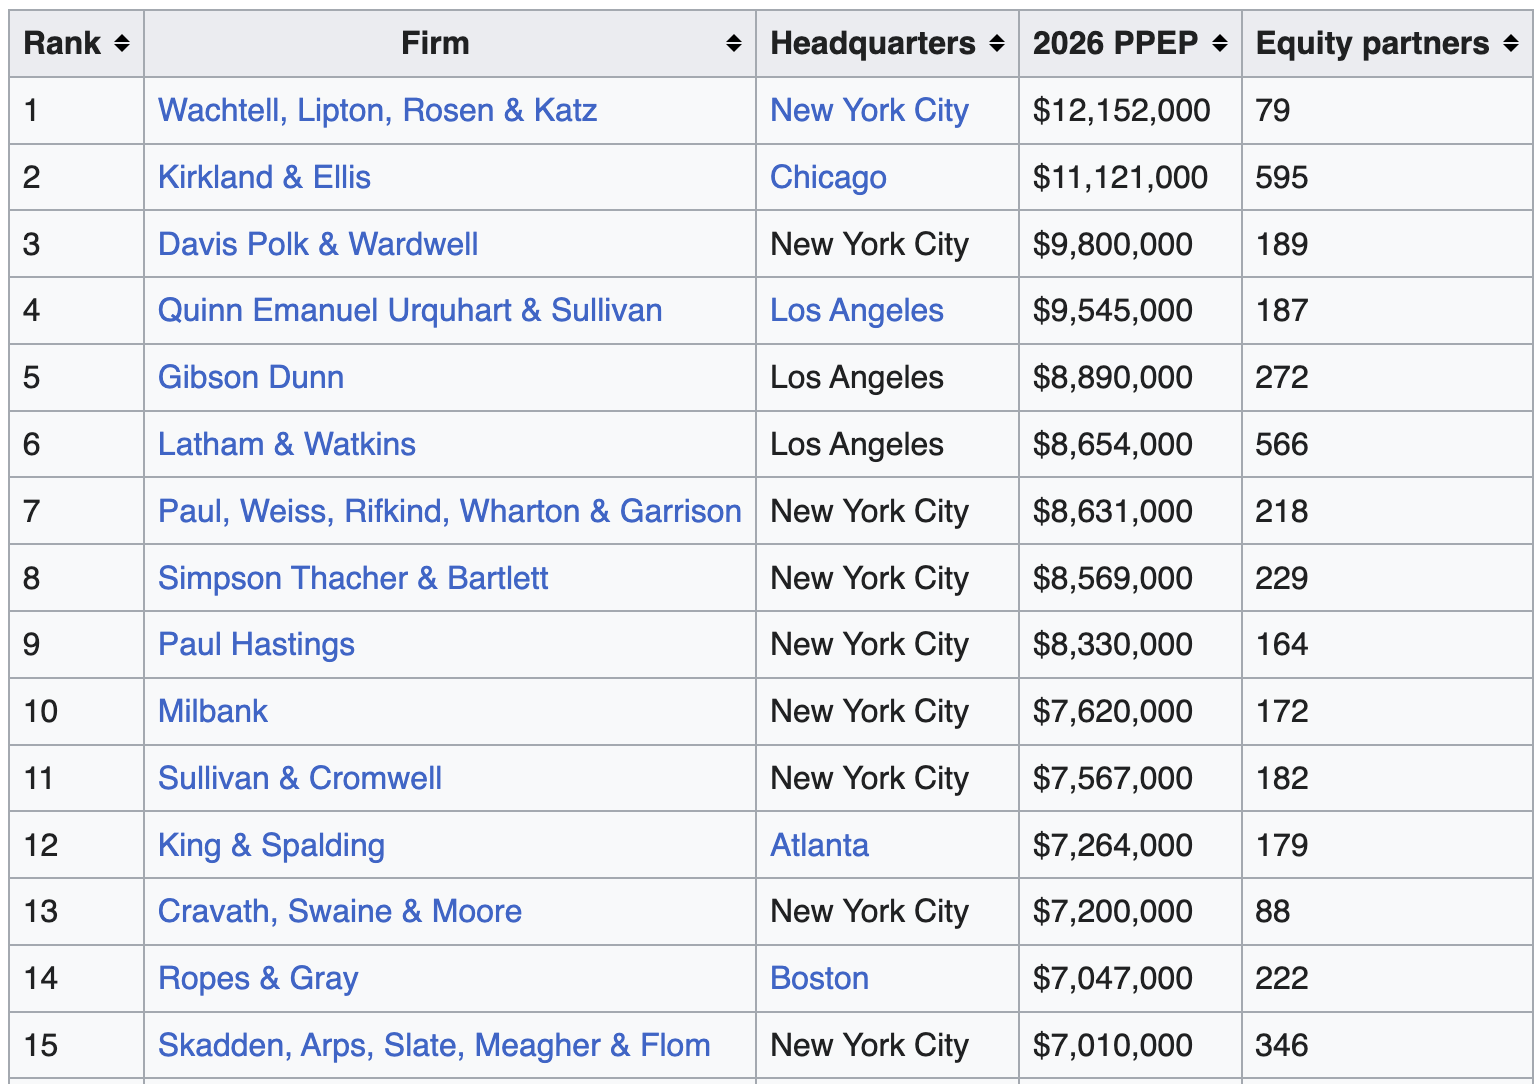 Rank Firm Headquarters 2026 PPEP Equity partners
1 Wachtell, Lipton, Rosen & Katz New York City $12,152,000 79
2 Kirkland & Ellis Chicago $11,121,000 595
3 Davis Polk & Wardwell New York City $9,800,000 189
4 Quinn Emanuel Urquhart & Sullivan Los Angeles $9,545,000 187
5 Gibson Dunn Los Angeles $8,890,000 272
6 Latham & Watkins Los Angeles $8,654,000 566
7 Paul, Weiss, Rifkind, Wharton & Garrison New York City $8,631,000 218
8 Simpson Thacher & Bartlett New York City $8,569,000 229
9 Paul Hastings New York City $8,330,000 164
10 Milbank New York City $7,620,000 172
11 Sullivan & Cromwell New York City $7,567,000 182
12 King & Spalding Atlanta $7,264,000 179
13 Cravath, Swaine & Moore New York City $7,200,000 88
14 Ropes & Gray Boston $7,047,000 222
15 Skadden, Arps, Slate, Meagher & Flom New York City $7,010,000 346